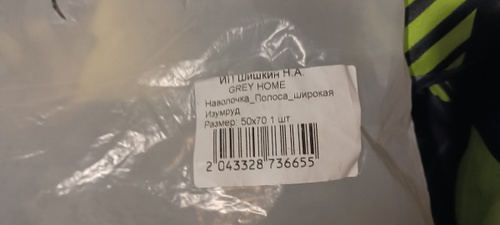 ИП Шишкин Н.А.
GREY HOME
Наволочка_Полоса_широкая
Изумруд
Размер: 50х70 1 шт
2 043328 736655